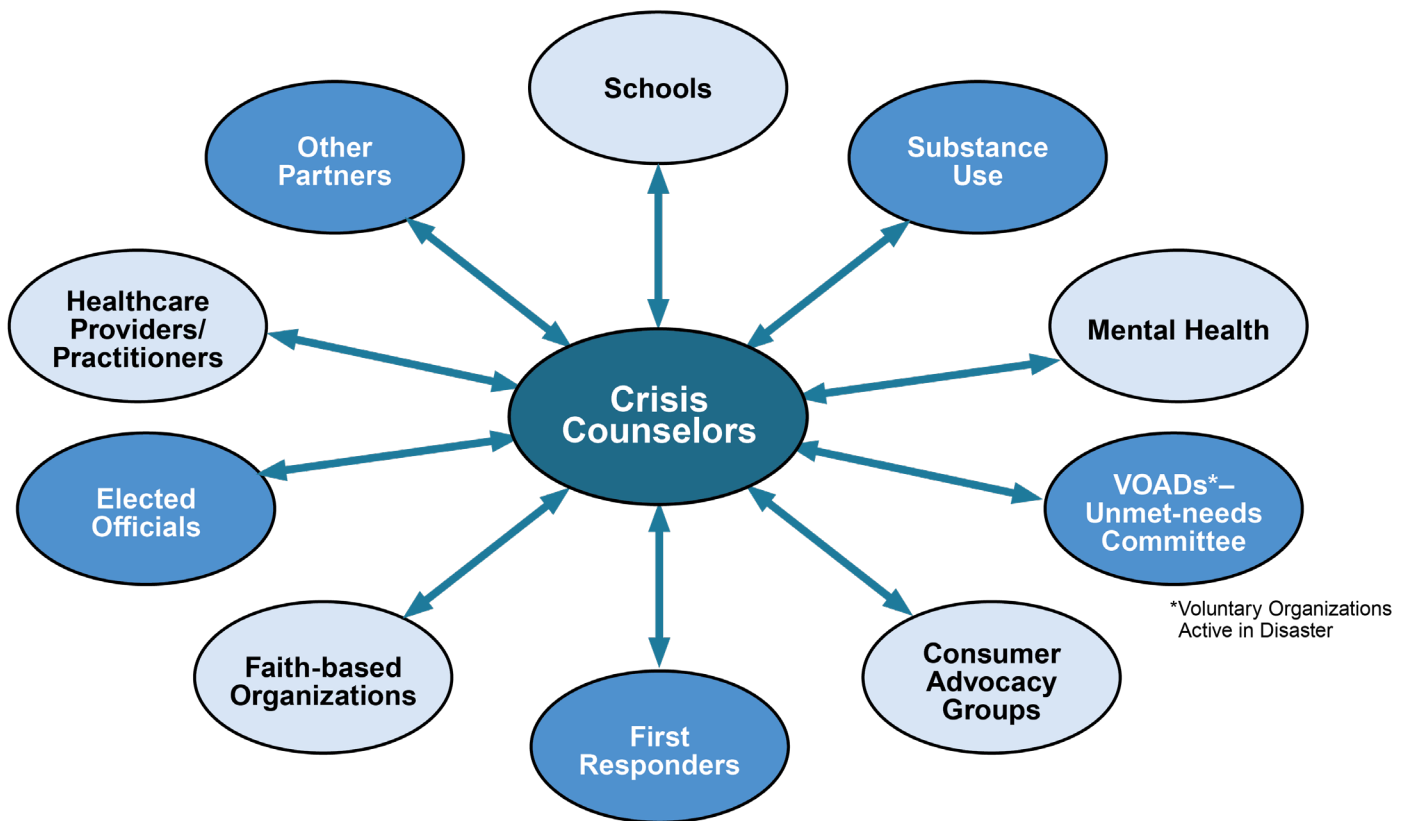 Schools
Other
Partners
Substance
Use
Healthcare
Providers/
Practitioners
Mental Health
Crisis
Counselors
Elected
Officials
VOADs*–
Unmet-needs
Committee
*Voluntary Organizations
Active in Disaster
Faith-based
Organizations
Consumer
Advocacy
Groups
First
Responders